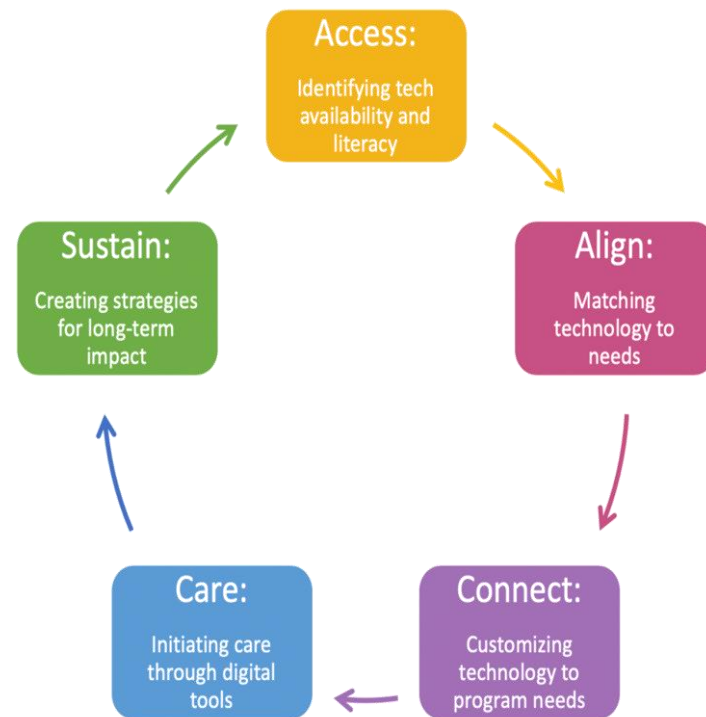 Access:
Identifying tech
availability and
literacy
Align:
Matching
technology to
needs
Connect:
Customizing
technology to
program needs
Care:
Initiating care
through digital
tools
Sustain:
Creating strategies
for long-term
impact